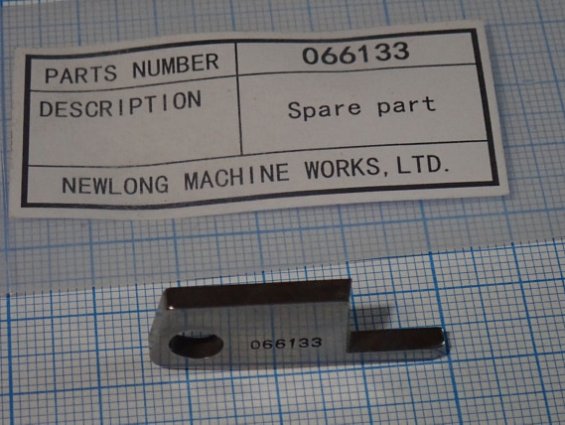 PARTS NUMBER 066133
DESCRIPTION Spare part
NEWLONG MACHINE WORKS,LTD.
066133